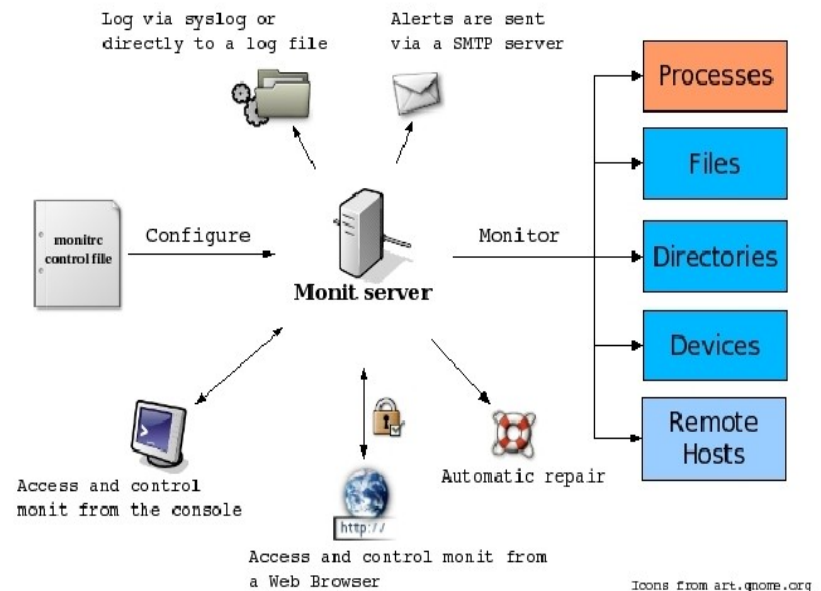 Log via syslog or
directly to a log file
Alerts are sent
via a SMTP server
Processes
Files
monitrc
control file
Configure
Monit server
Monitor
Directories
Devices
Remote
Hosts
Access and control
monit from the console
http://
Automatic repair
Access and control monit from
a Web Browser
Icons from art.gnome.org